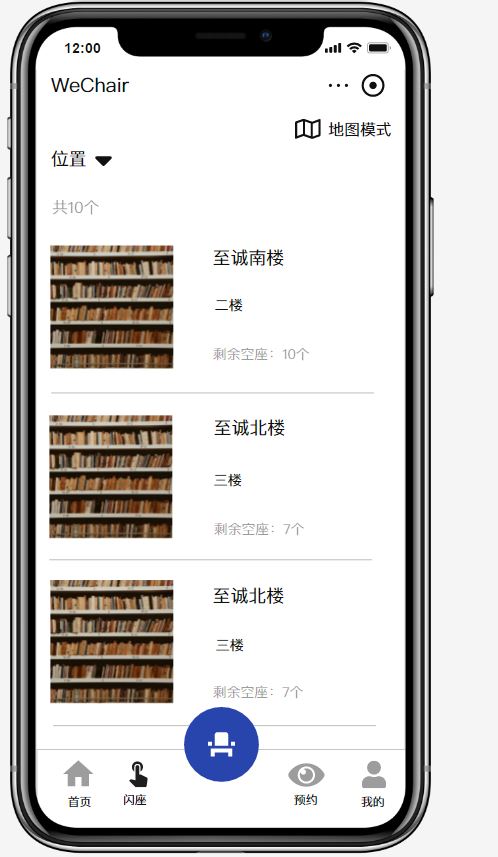 12:00
WeChair
地图模式
位置
共10个
至诚南楼
二楼
剩余空座：10个
至诚北楼
三楼
剩余空座：7个
至诚北楼
三楼
剩余空座：7个
首页
闪座
预约
我的